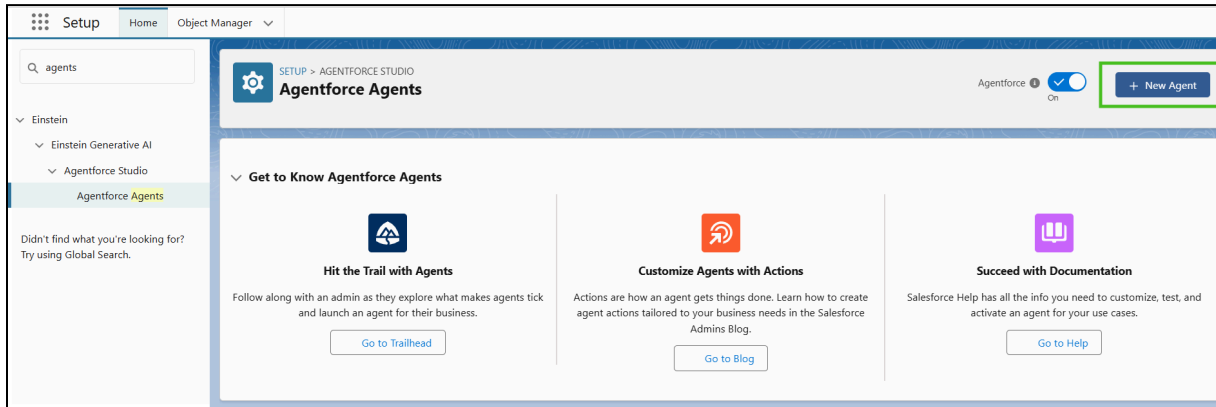 Setup
Home
Object Manager
agents
Einstein
Einstein Generative AI
Agentforce Studio
Agentforce Agents
Didn't find what you're looking for?
Try using Global Search.
SETUP > AGENTFORCE STUDIO
Agentforce Agents
Agentforce
On
+ New Agent
Get to Know Agentforce Agents
Hit the Trail with Agents
Follow along with an admin as they explore what makes agents tick
and launch an agent for their business.
Go to Trailhead
Customize Agents with Actions
Actions are how an agent gets things done. Learn how to create
agent actions tailored to your business needs in the Salesforce
Admins Blog.
Go to Blog
Succeed with Documentation
Salesforce Help has all the info you need to customize, test, and
activate an agent for your use cases.
Go to Help